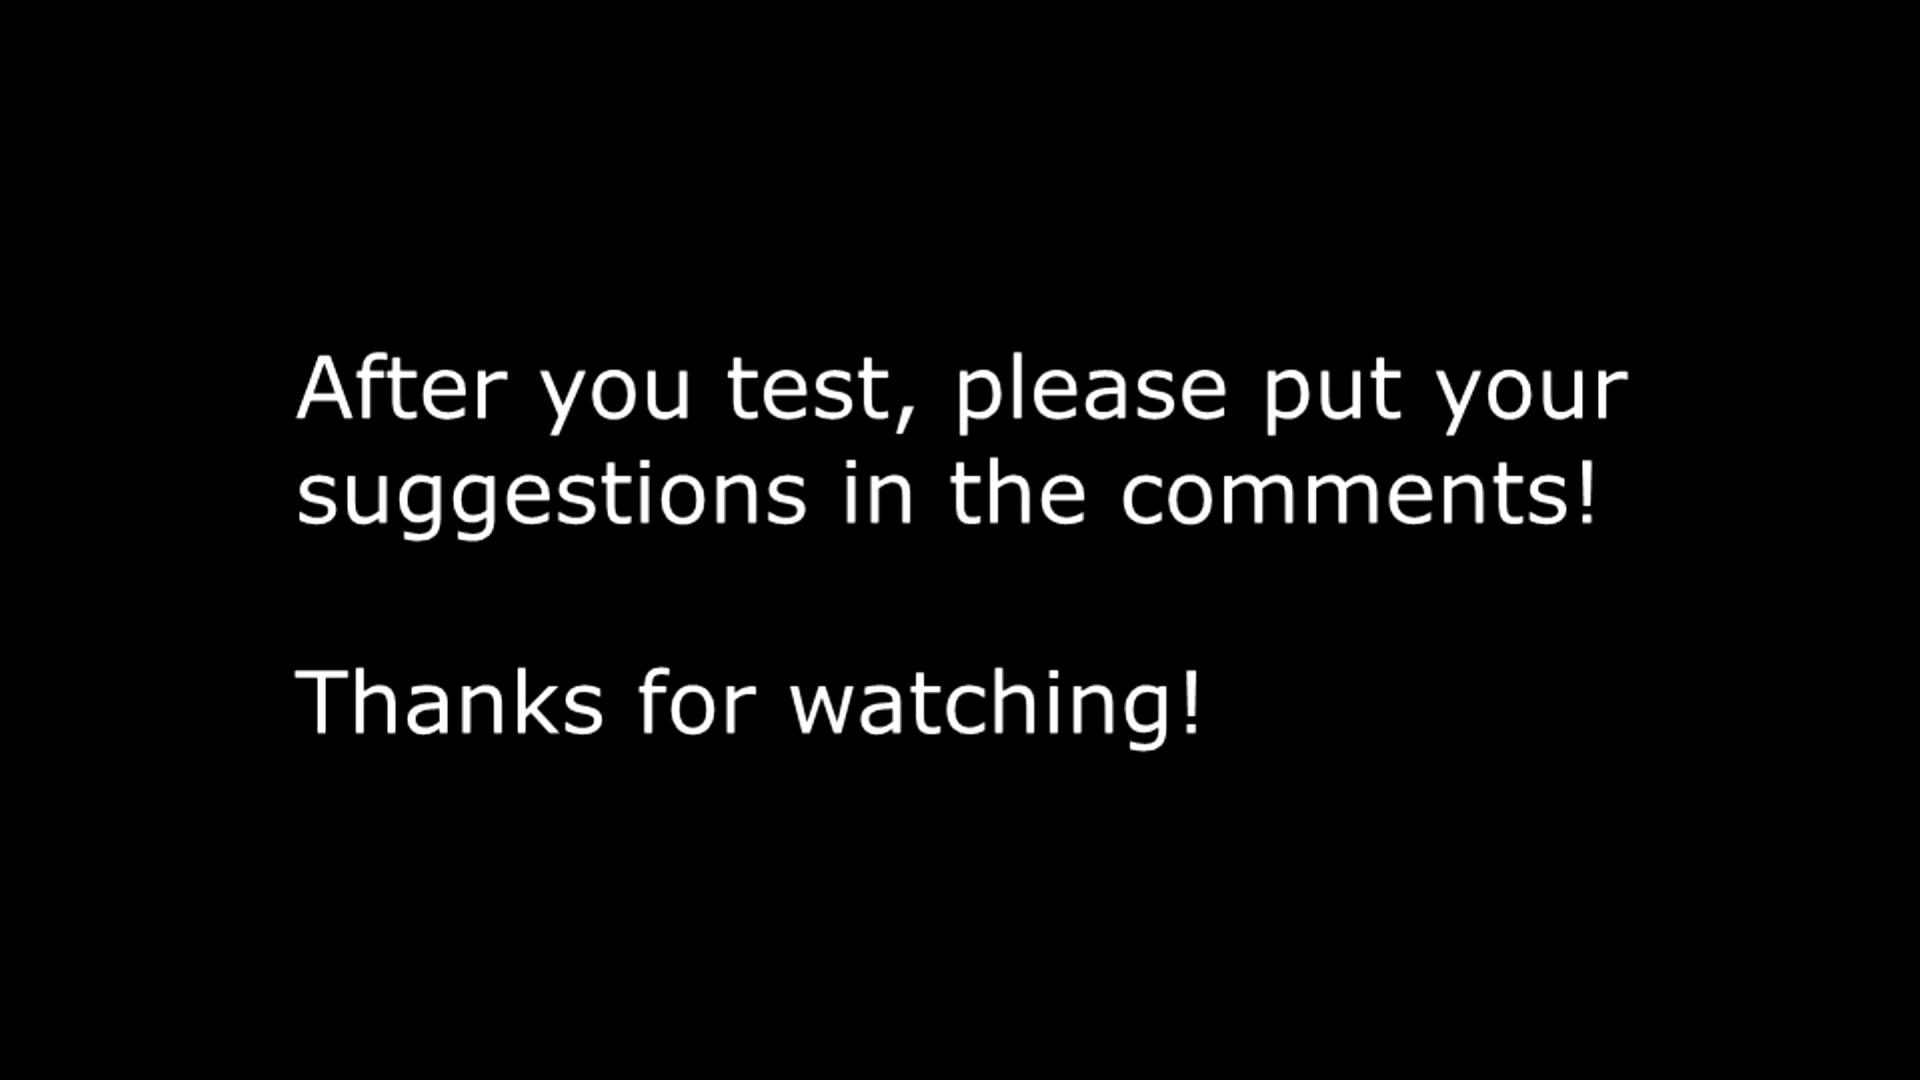 After you test, please put your
suggestions in the comments!
Thanks for watching!